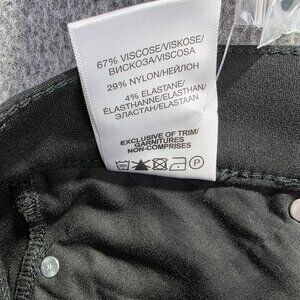 67% VISCOSE/VISKOSE/
ВИСКОЗА/VISCOSA
29% NYLON/НЕЙЛОН
4% ELASTANE/
ÉLASTHANNE/ELASTHAN/
ЭЛАСТАН/ELASTAAN
EXCLUSIVE OF TRIM/
GARNITURES
NON-COMPRISES
P